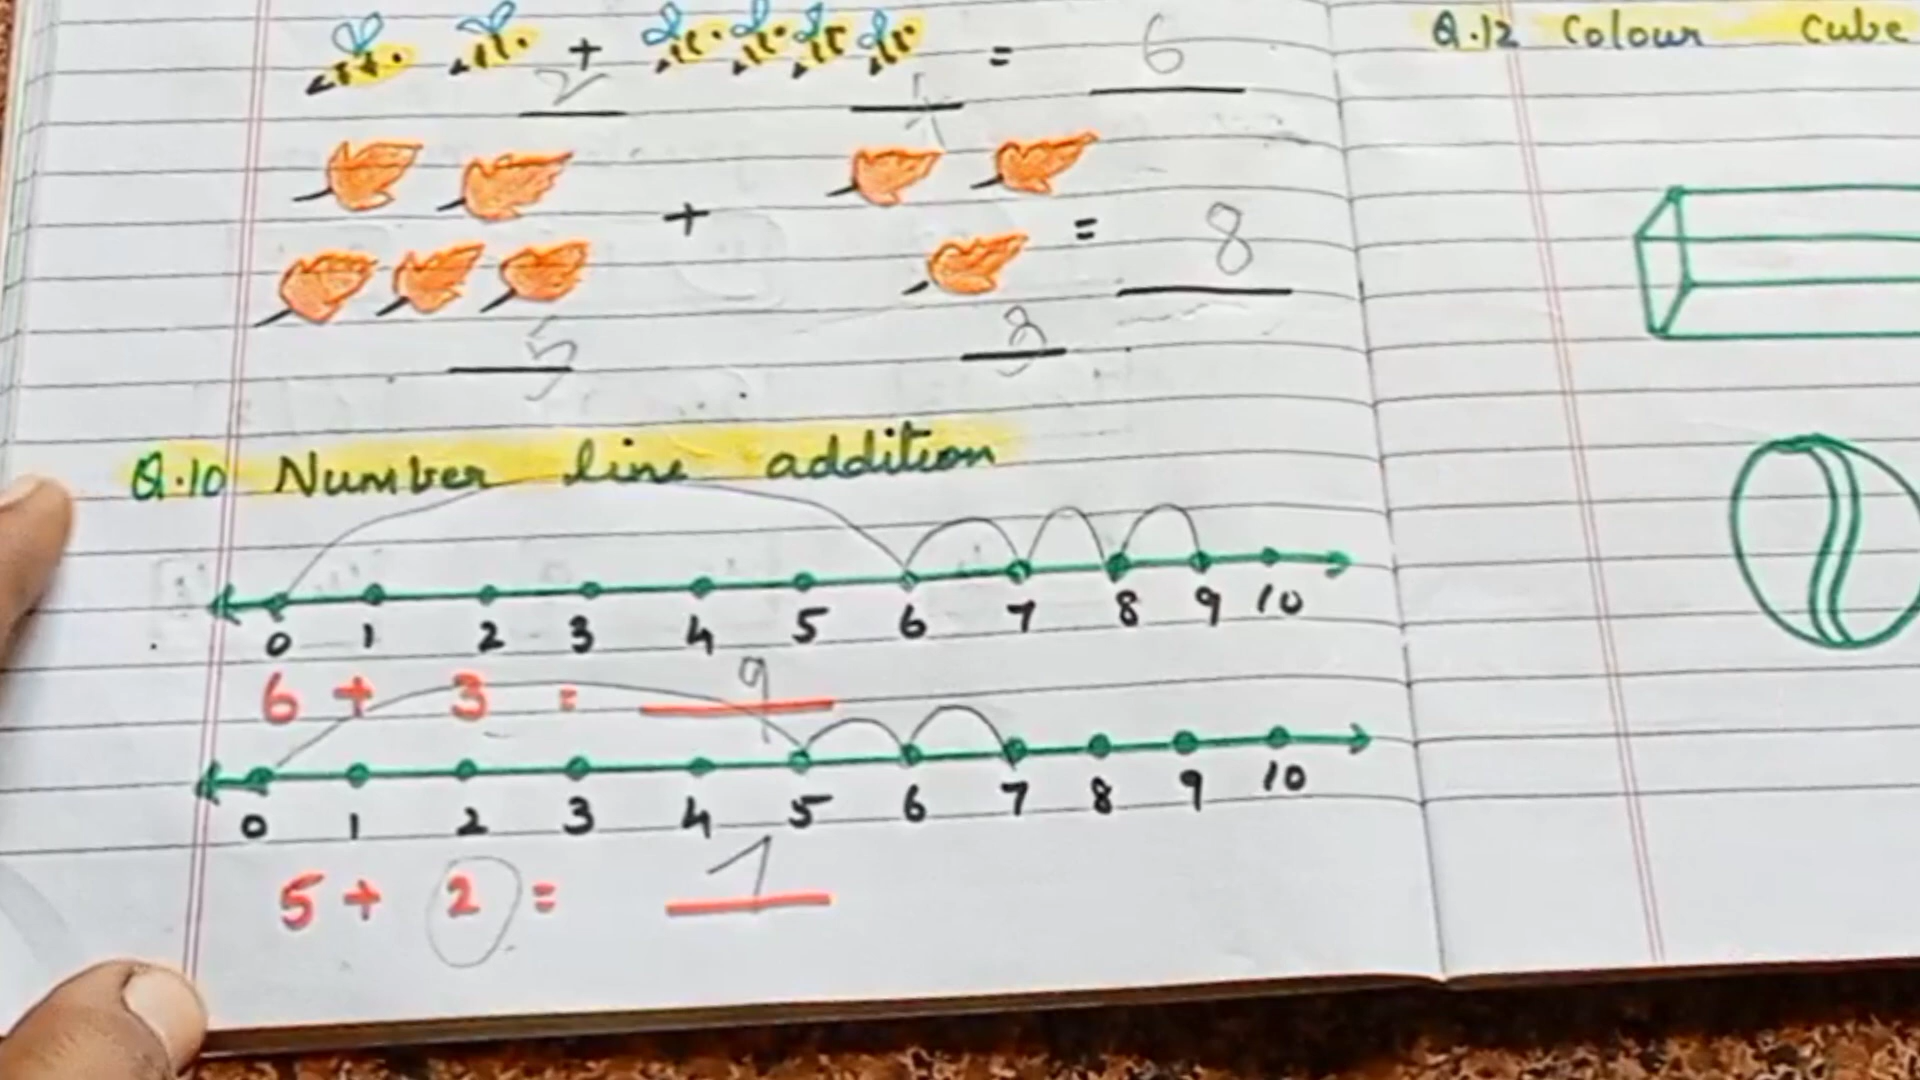 + = 6
2 4
+ = 8
5 3
Q.10 Number line addition
0 1 2 3 4 5 6 7 8 9 10
6 + 3 = 9
0 1 2 3 4 5 6 7 8 9 10
5 + 2 = 7
Q.12 Colour Cube